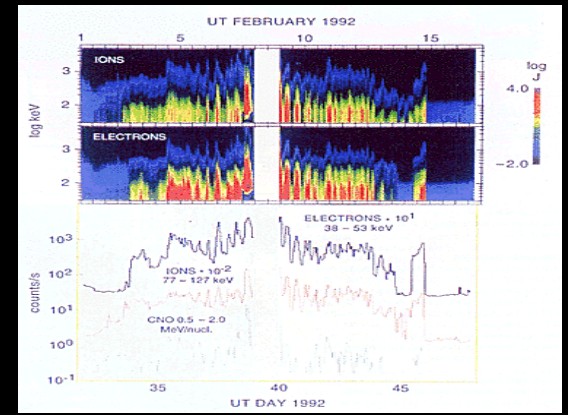 UT FEBRUARY 1992
1 5 10 15
IONS
log
J
4.0
-2.0
3
2
log keV
ELECTRONS
3
2
ELECTRONS • 10¹
38 – 53 keV
10³
10²
10¹
10⁰
10⁻¹
counts/s
IONS • 10⁻²
77 – 127 keV
CNO 0.5 – 2.0
MeV/nucl.
35 40 45
UT DAY 1992